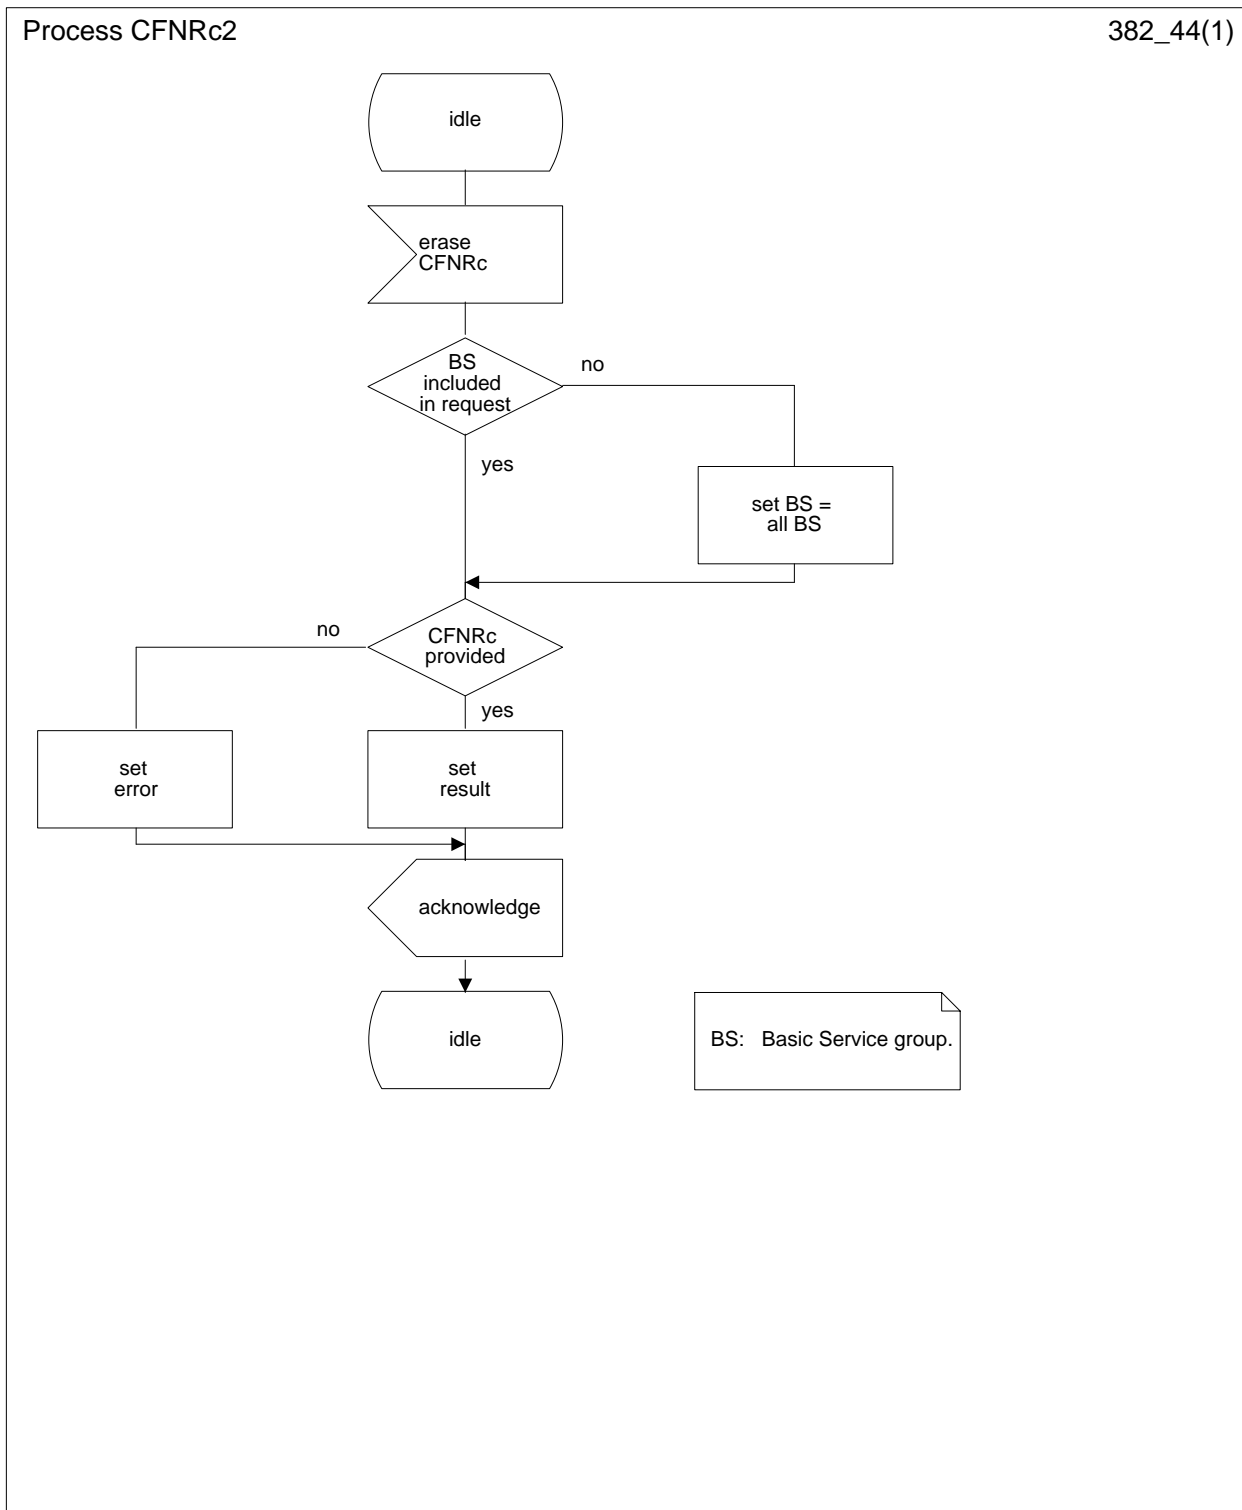 Process CFNRc2
382_44(1)
idle
erase
CFNRc
BS
included
in request
no
yes
set BS =
all BS
no
CFNRc
provided
yes
set
error
set
result
acknowledge
idle
BS: Basic Service group.